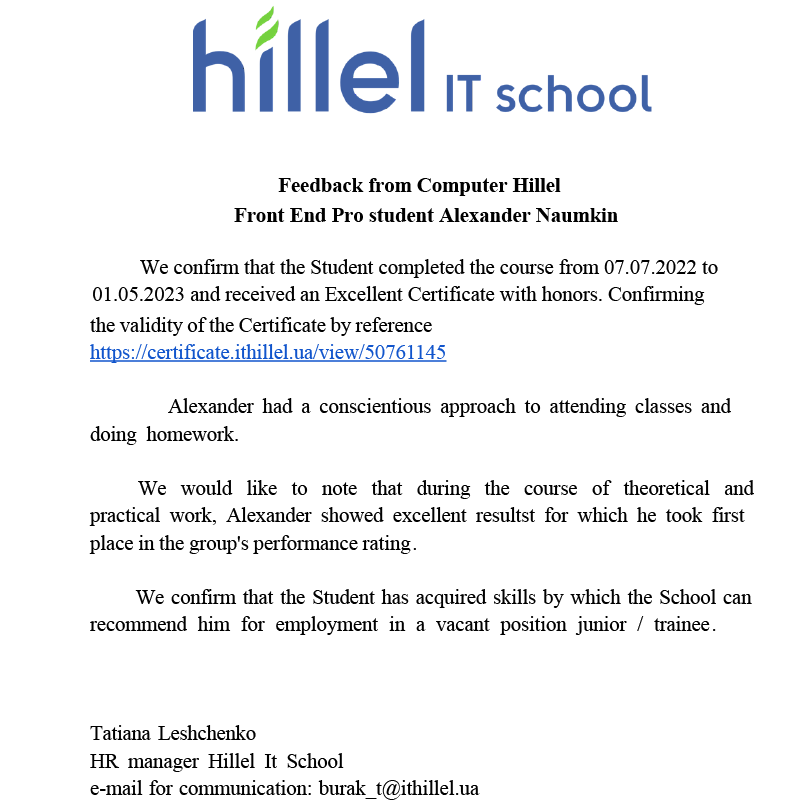 hillel IT school
Feedback from Computer Hillel
Front End Pro student Alexander Naumkin
We confirm that the Student completed the course from 07.07.2022 to
01.05.2023 and received an Excellent Certificate with honors. Confirming
the validity of the Certificate by reference
https://certificate.ithillel.ua/view/50761145
Alexander had a conscientious approach to attending classes and
doing homework.
We would like to note that during the course of theoretical and
practical work, Alexander showed excellent resultst for which he took first
place in the group's performance rating.
We confirm that the Student has acquired skills by which the School can
recommend him for employment in a vacant position junior / trainee.
Tatiana Leshchenko
HR manager Hillel It School
e-mail for communication: burak_t@ithillel.ua